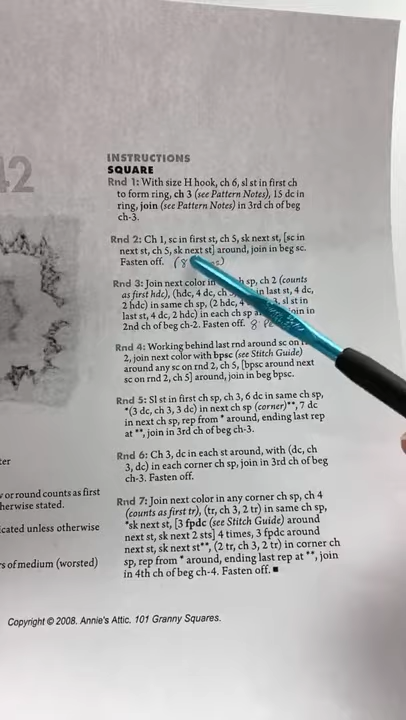 42
INSTRUCTIONS
SQUARE
Rnd 1: With size H hook, ch 6, sl st in first ch
to form ring, ch 3 (see Pattern Notes), 15 dc in
ring, join (see Pattern Notes) in 3rd ch of beg
ch-3.
Rnd 2: Ch 1, sc in first st, ch 5, sk next st, [sc in
next st, ch 5, sk next st] around, join in beg sc.
Fasten off. (8
Rnd 3: Join next color in ch sp, ch 2 (counts
as first hdc), (hdc, 4 dc, ch in last st, 4 dc,
2 hdc) in same ch sp, (2 hdc, 4 3, sl st in
last st, 4 dc, 2 hdc) in each ch sp join in
2nd ch of beg ch-2. Fasten off. 8
Rnd 4: Working behind last rnd and in sc on
2, join next color with bpsc (see Stitch Guide)
around any sc on rnd 2, ch 5, [bpsc around next
sc on rnd 2, ch 5] around, join in beg bpsc.
Rnd 5: Sl st in first ch sp, ch 3, 6 dc in same ch sp,
*(3 dc, ch 3, 3 dc) in next ch sp (corner)**, 7 dc
in next ch sp, rep from * around, ending last rep
at **, join in 3rd ch of beg ch-3.
Rnd 6: Ch 3, dc in each st around, with (dc, ch
3, dc) in each corner ch sp, join in 3rd ch of beg
ch-3. Fasten off.
Rnd 7: Join next color in any corner ch sp, ch 4
(counts as first tr), (tr, ch 3, 2 tr) in same ch sp,
*sk next st, [3 fpdc (see Stitch Guide) around
next st, sk next 2 sts] 4 times, 3 fpdc around
next st, sk next st**, (2 tr, ch 3, 2 tr) in corner ch
sp, rep from * around, ending last rep at **, join
in 4th ch of beg ch-4. Fasten off. ■
w or round counts as first
herwise stated.
icated unless otherwise
s of medium (worsted)
Copyright © 2008. Annie's Attic. 101 Granny Squares.